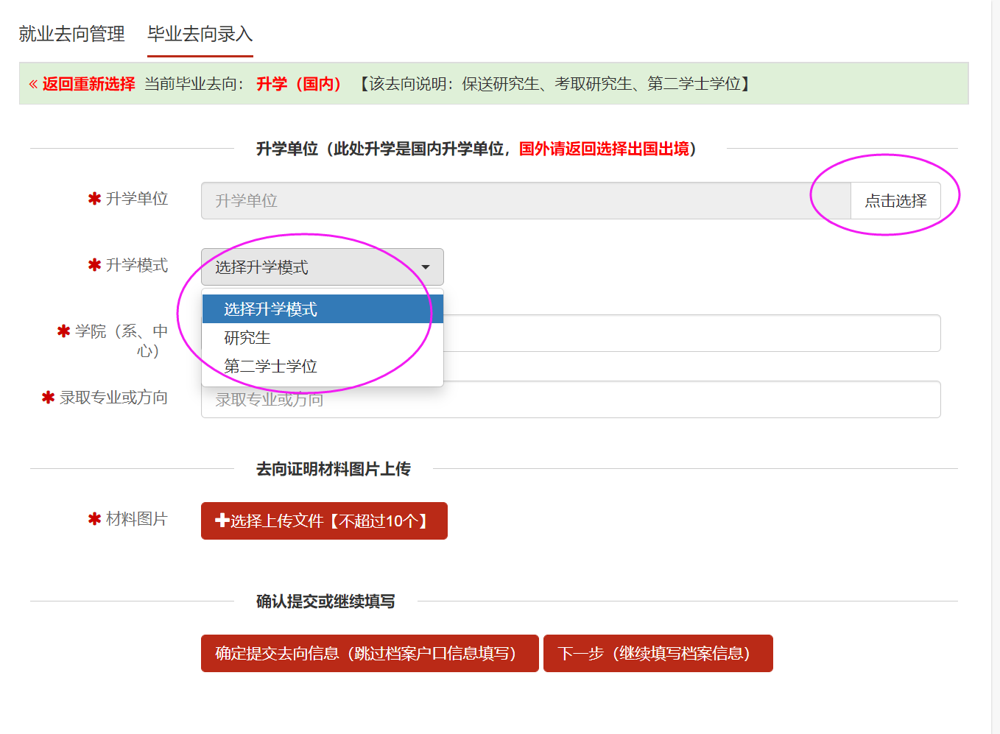 就业去向管理 毕业去向录入
« 返回重新选择 当前毕业去向： 升学（国内） 【该去向说明：保送研究生、考取研究生、第二学士学位】
升学单位（此处升学是国内升学单位，国外请返回选择出国出境）
✱ 升学单位 升学单位 点击选择
✱ 升学模式 选择升学模式
选择升学模式
✱ 学院（系、中
心）
研究生
第二学士学位
✱ 录取专业或方向 录取专业或方向
去向证明材料图片上传
✱ 材料图片 ✚选择上传文件【不超过10个】
确认提交或继续填写
确定提交去向信息（跳过档案户口信息填写） 下一步（继续填写档案信息）